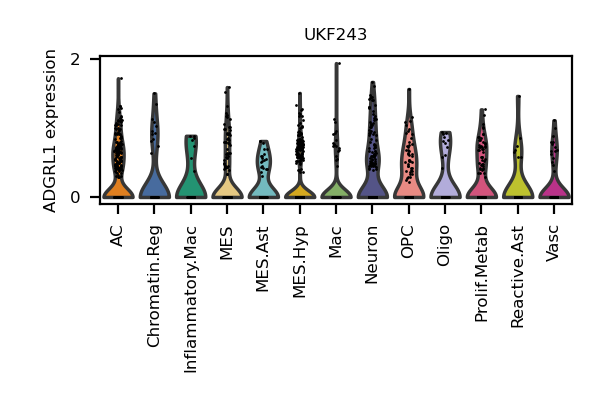 UKF243
ADGRL1 expression
2
0
AC
Chromatin.Reg
Inflammatory.Mac
MES
MES.Ast
MES.Hyp
Mac
Neuron
OPC
Oligo
Prolif.Metab
Reactive.Ast
Vasc